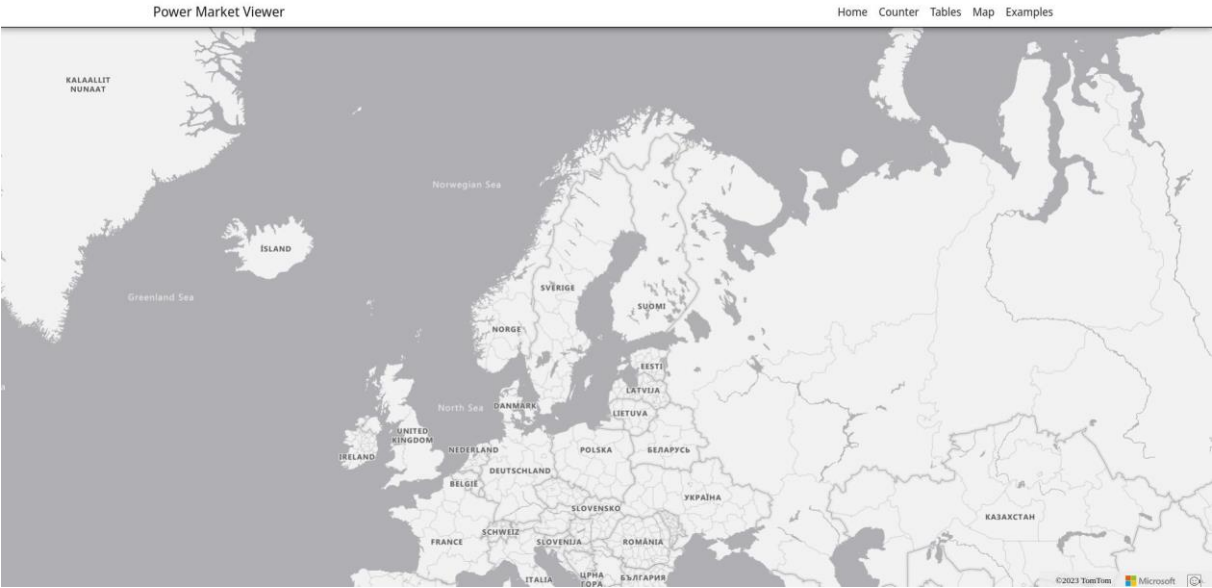 Power Market Viewer
Home Counter Tables Map Examples
KALAALLIT
NUNAAT
Norwegian Sea
ÍSLAND
Greenland Sea
SVERIGE
SUOMI
NORGE
EESTI
LATVIJA
North Sea
DANMARK
LIETUVA
UNITED
KINGDOM
IRELAND
NEDERLAND
POLSKA
БЕЛАРУСЬ
DEUTSCHLAND
BELGIË
УКРАЇНА
SLOVENSKO
КАЗАХСТАН
SCHWEIZ
FRANCE
SLOVENIJA
ROMÂNIA
ITALIA
ЦРНА
ГОРА
БЪЛГАРИЯ
©2023 TomTom
Microsoft